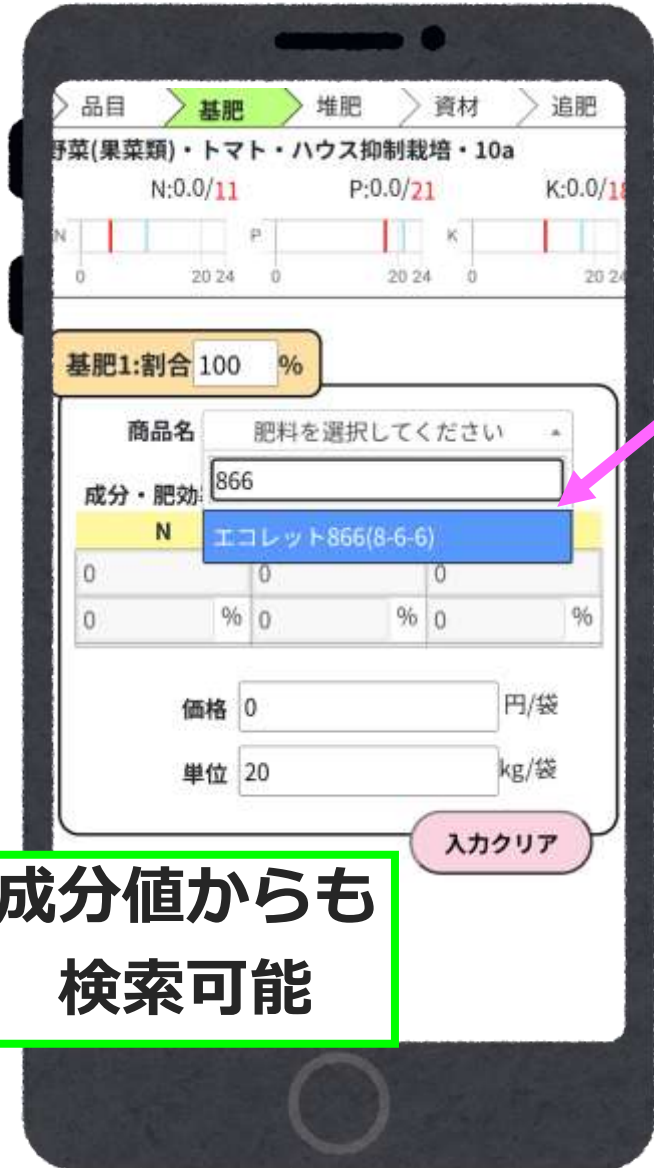 品目 基肥 堆肥 資材 追肥
野菜(果菜類)・トマト・ハウス抑制栽培・10a
N:0.0/11 P:0.0/21 K:0.0/18
N P K
0 20 24 0 20 24 0 20 24
基肥1:割合 100 %
商品名 肥料を選択してください
866
成分・肥効
N エコレット866(8-6-6)
0 0 0
0 % 0 % 0 %
価格 0 円/袋
単位 20 kg/袋
入力クリア
成分値からも
検索可能